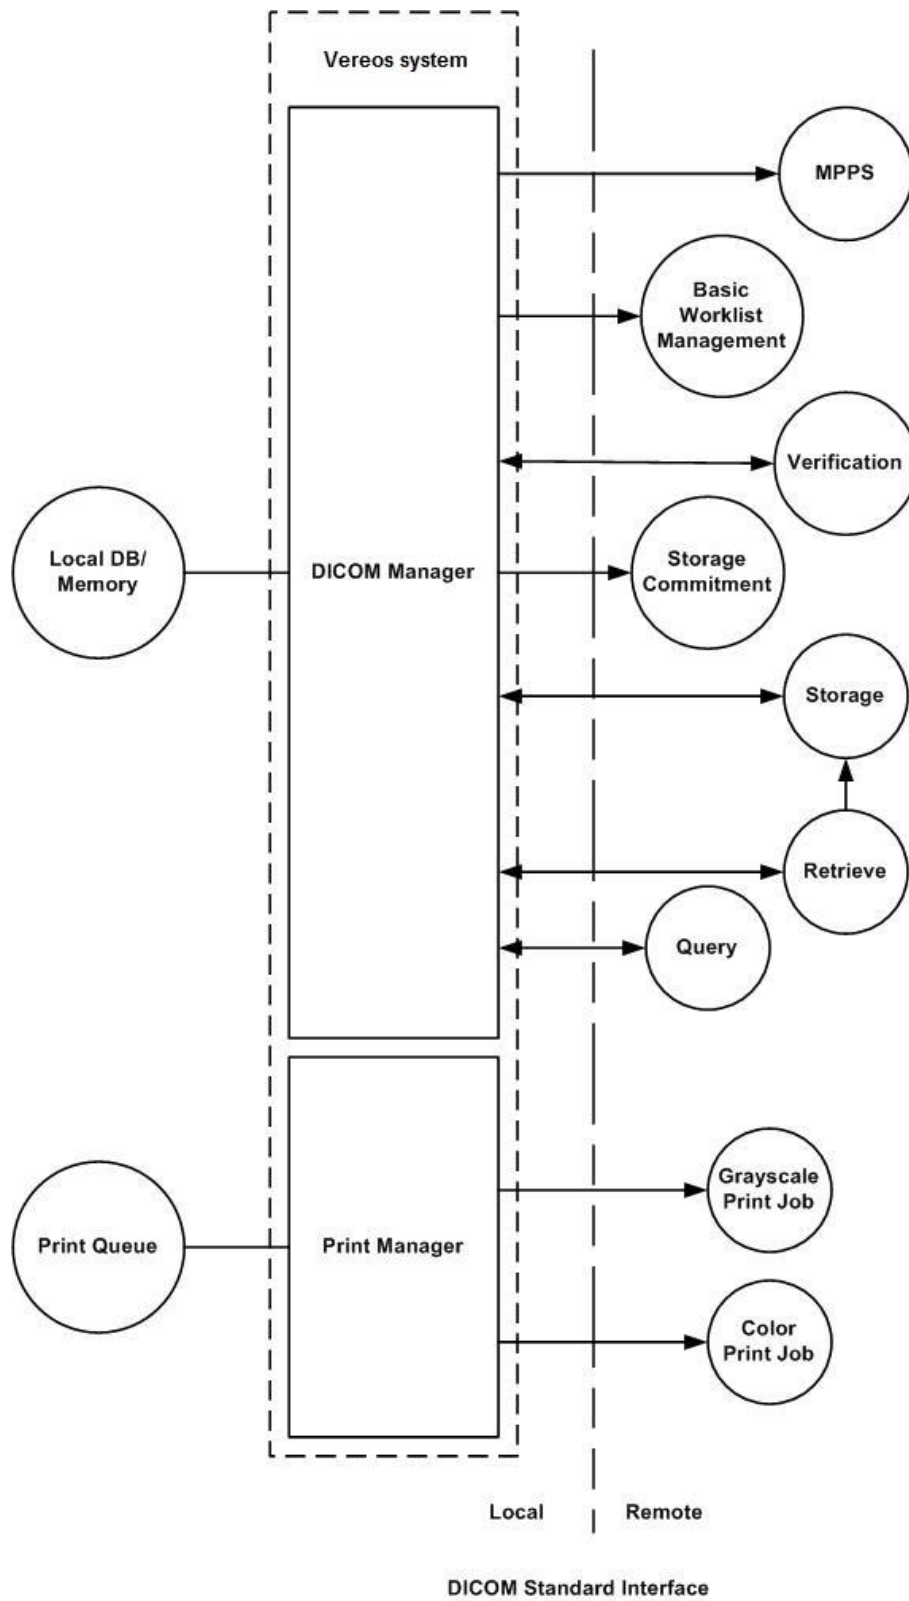 Vereos system
MPPS
Basic
Worklist
Management
Verification
Local DB/
Memory
DICOM Manager
Storage
Commitment
Storage
Retrieve
Query
Grayscale
Print Job
Print Queue
Print Manager
Color
Print Job
Local
Remote
DICOM Standard Interface